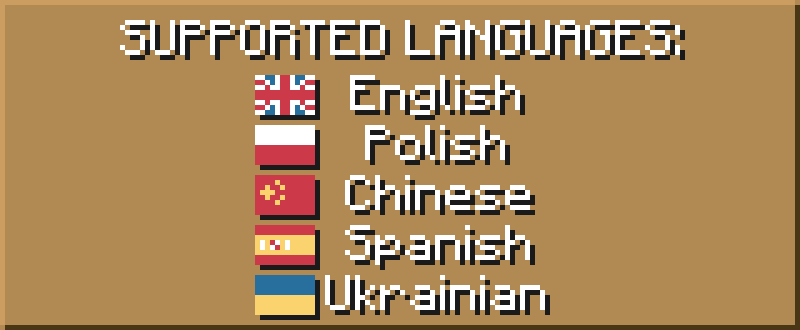 SUPPORTED LANGUAGES:
English
Polish
Chinese
Spanish
Ukrainian